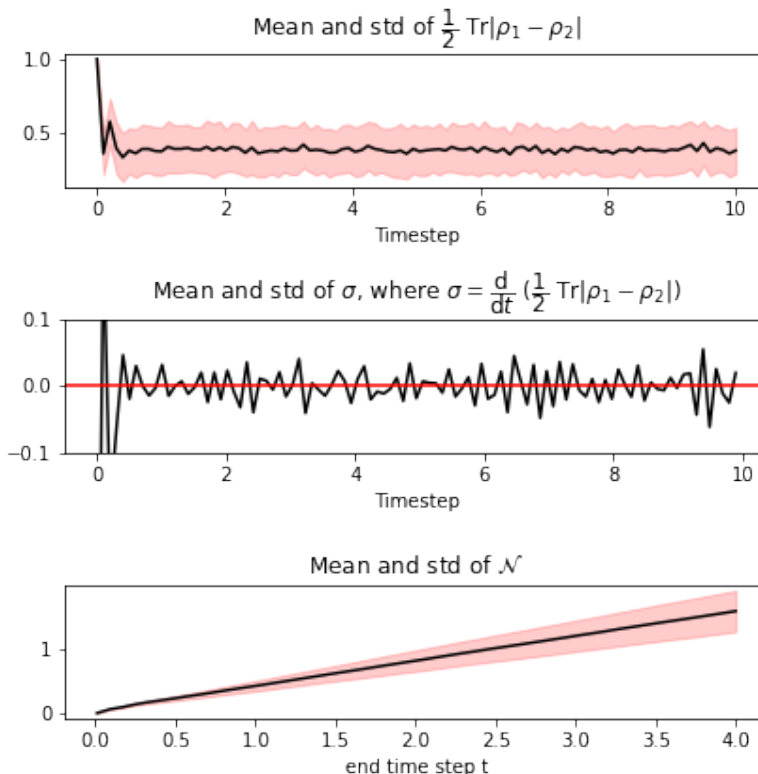 Mean and std of 1/2 Tr|ρ₁ − ρ₂|
1.0
0.5
0 2 4 6 8 10
Timestep
Mean and std of σ, where σ = d/dt (1/2 Tr|ρ₁ − ρ₂|)
0.1
0.0
−0.1
0 2 4 6 8 10
Timestep
Mean and std of 𝒩
1
0
0.0 0.5 1.0 1.5 2.0 2.5 3.0 3.5 4.0
end time step t